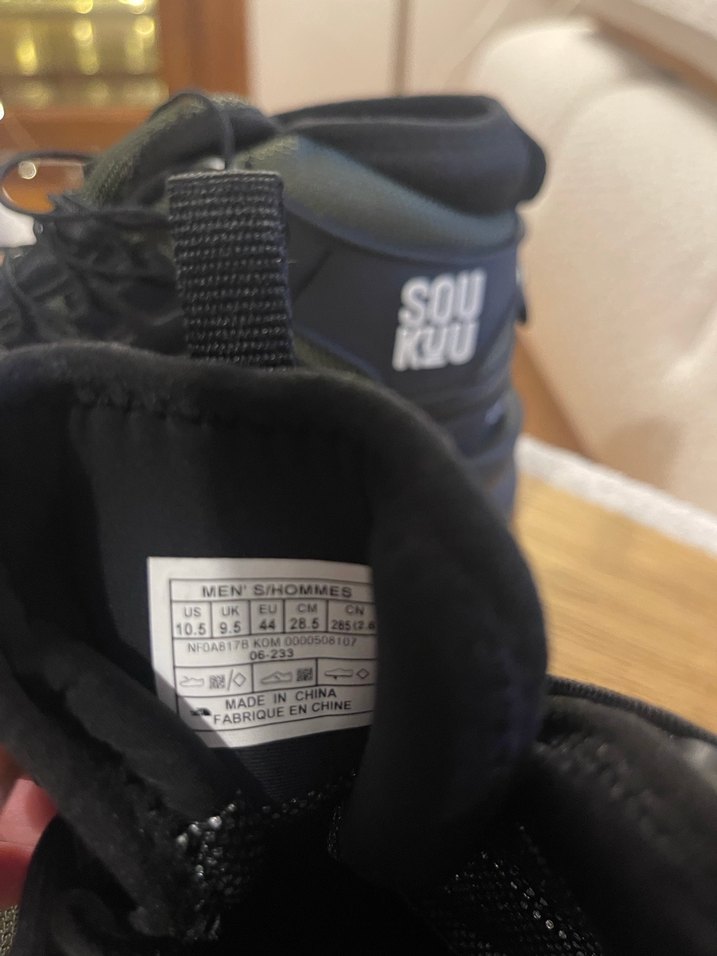 SOU
KUU
MEN' S/HOMMES
US UK EU CM CN
10.5 9.5 44 28.5 285(2.
NF0A817B KOM 0000508107
06-233
MADE IN CHINA
FABRIQUE EN CHINE